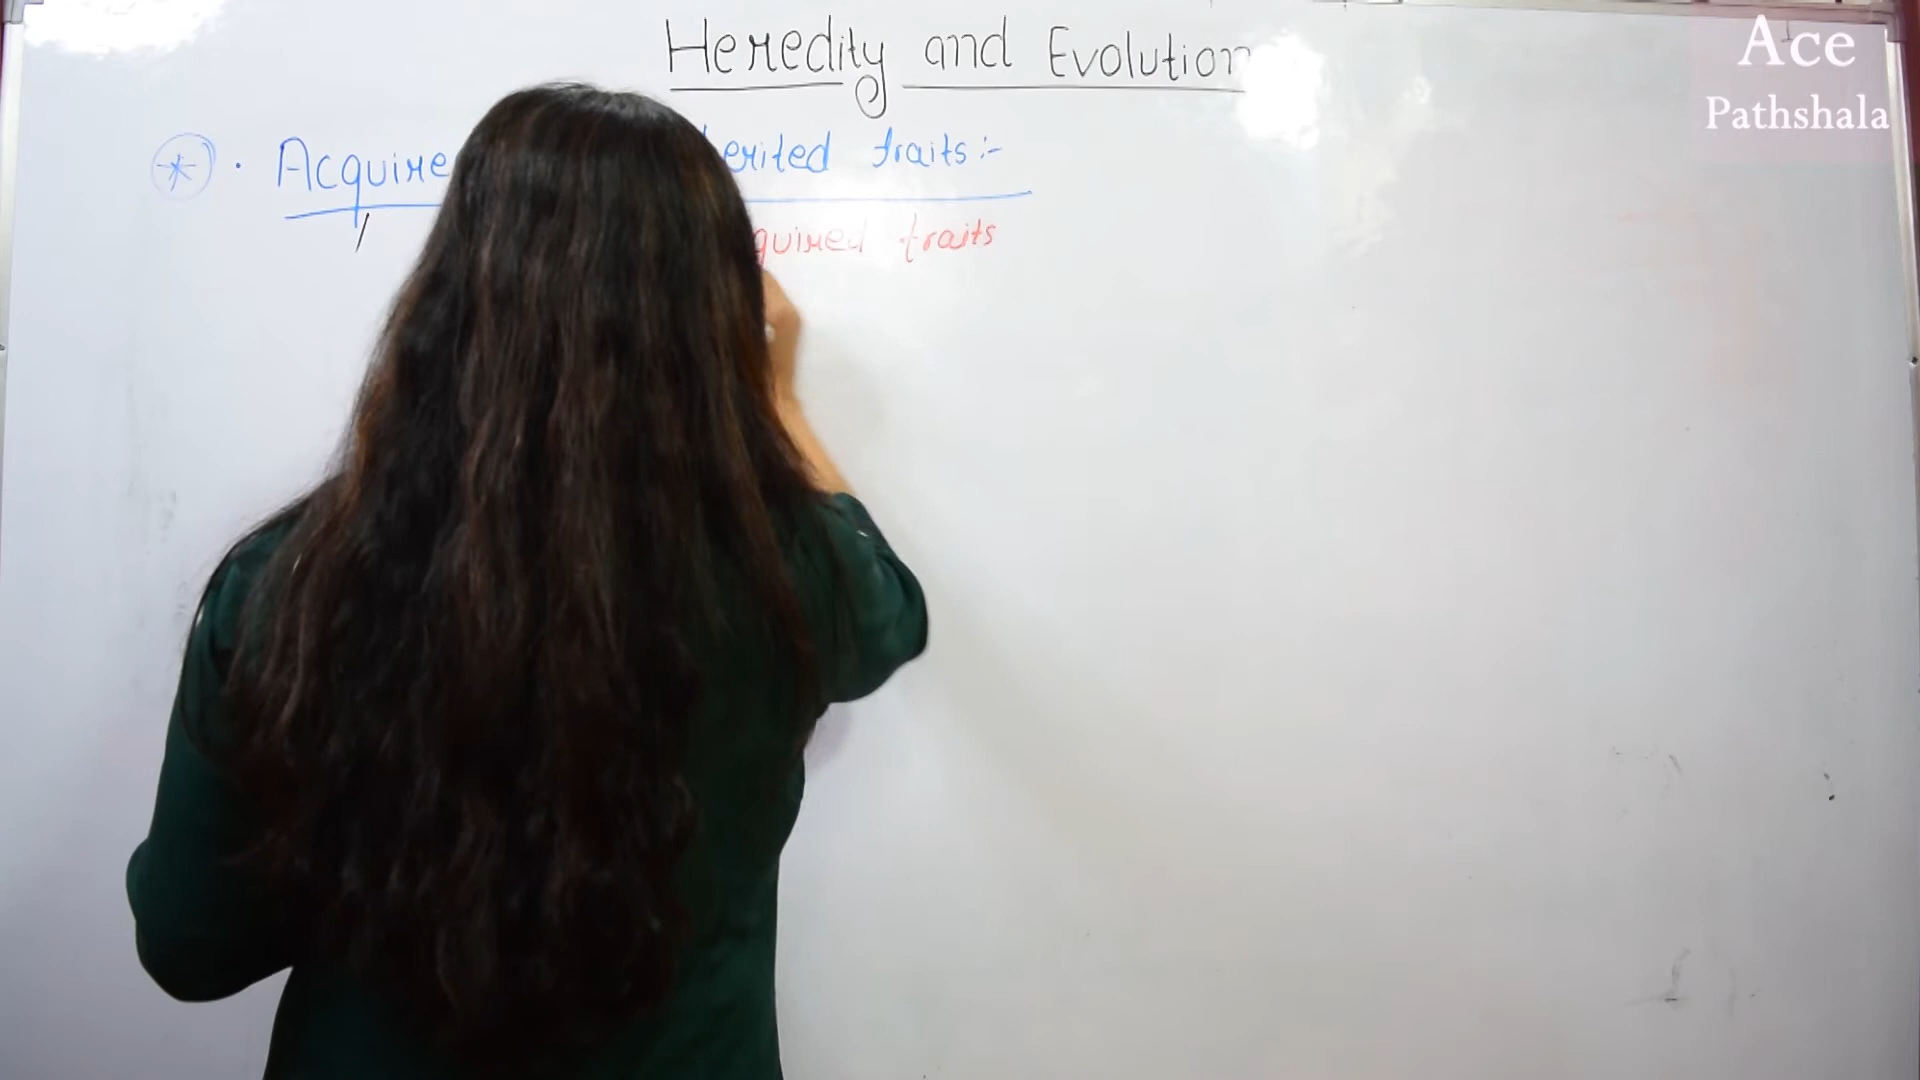 Heredity and Evolution
Ace
Pathshala
* . Acquire erited traits :-
quired traits